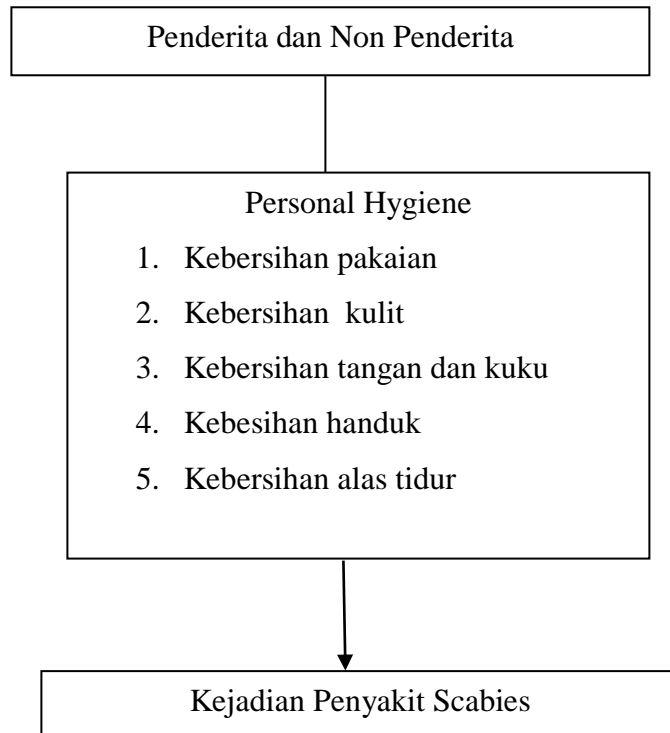 Penderita dan Non Penderita
Personal Hygiene
1. Kebersihan pakaian
2. Kebersihan kulit
3. Kebersihan tangan dan kuku
4. Kebesihan handuk
5. Kebersihan alas tidur
Kejadian Penyakit Scabies